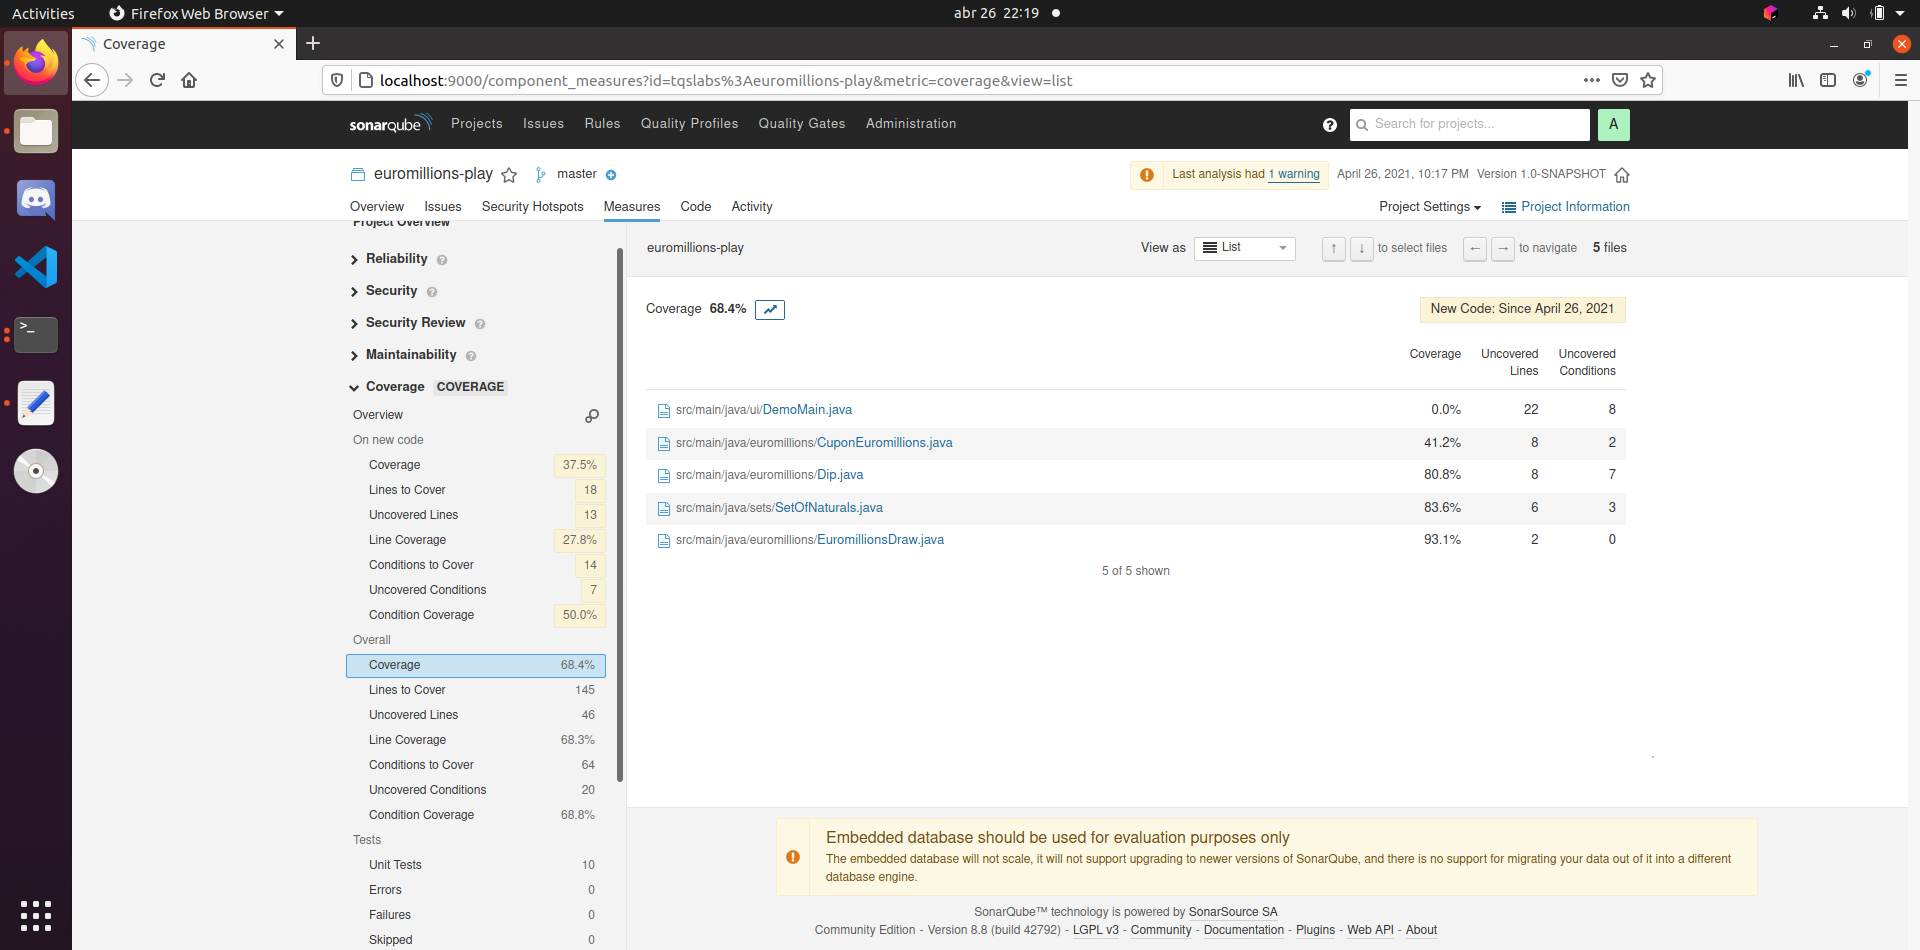 Activities
Firefox Web Browser
abr 26 22:19
Coverage
localhost:9000/component_measures?id=tqslabs%3Aeuromillions-play&metric=coverage&view=list
sonarqube Projects Issues Rules Quality Profiles Quality Gates Administration
Search for projects...
A
euromillions-play master
Last analysis had 1 warning April 26, 2021, 10:17 PM Version 1.0-SNAPSHOT
Overview Issues Security Hotspots Measures Code Activity
Project Settings Project Information
Project Overview
Reliability
Security
Security Review
Maintainability
Coverage COVERAGE
Overview
On new code
Coverage 37.5%
Lines to Cover 18
Uncovered Lines 13
Line Coverage 27.8%
Conditions to Cover 14
Uncovered Conditions 7
Condition Coverage 50.0%
Overall
Coverage 68.4%
Lines to Cover 145
Uncovered Lines 46
Line Coverage 68.3%
Conditions to Cover 64
Uncovered Conditions 20
Condition Coverage 68.8%
Tests
Unit Tests 10
Errors 0
Failures 0
Skipped 0
euromillions-play
View as List ↑ ↓ to select files ← → to navigate 5 files
Coverage 68.4%
New Code: Since April 26, 2021
Coverage Uncovered Lines Uncovered Conditions
src/main/java/ui/DemoMain.java 0.0% 22 8
src/main/java/euromillions/CuponEuromillions.java 41.2% 8 2
src/main/java/euromillions/Dip.java 80.8% 8 7
src/main/java/sets/SetOfNaturals.java 83.6% 6 3
src/main/java/euromillions/EuromillionsDraw.java 93.1% 2 0
5 of 5 shown
Embedded database should be used for evaluation purposes only
The embedded database will not scale, it will not support upgrading to newer versions of SonarQube, and there is no support for migrating your data out of it into a different
database engine.
SonarQube™ technology is powered by SonarSource SA
Community Edition - Version 8.8 (build 42792) - LGPL v3 - Community - Documentation - Plugins - Web API - About